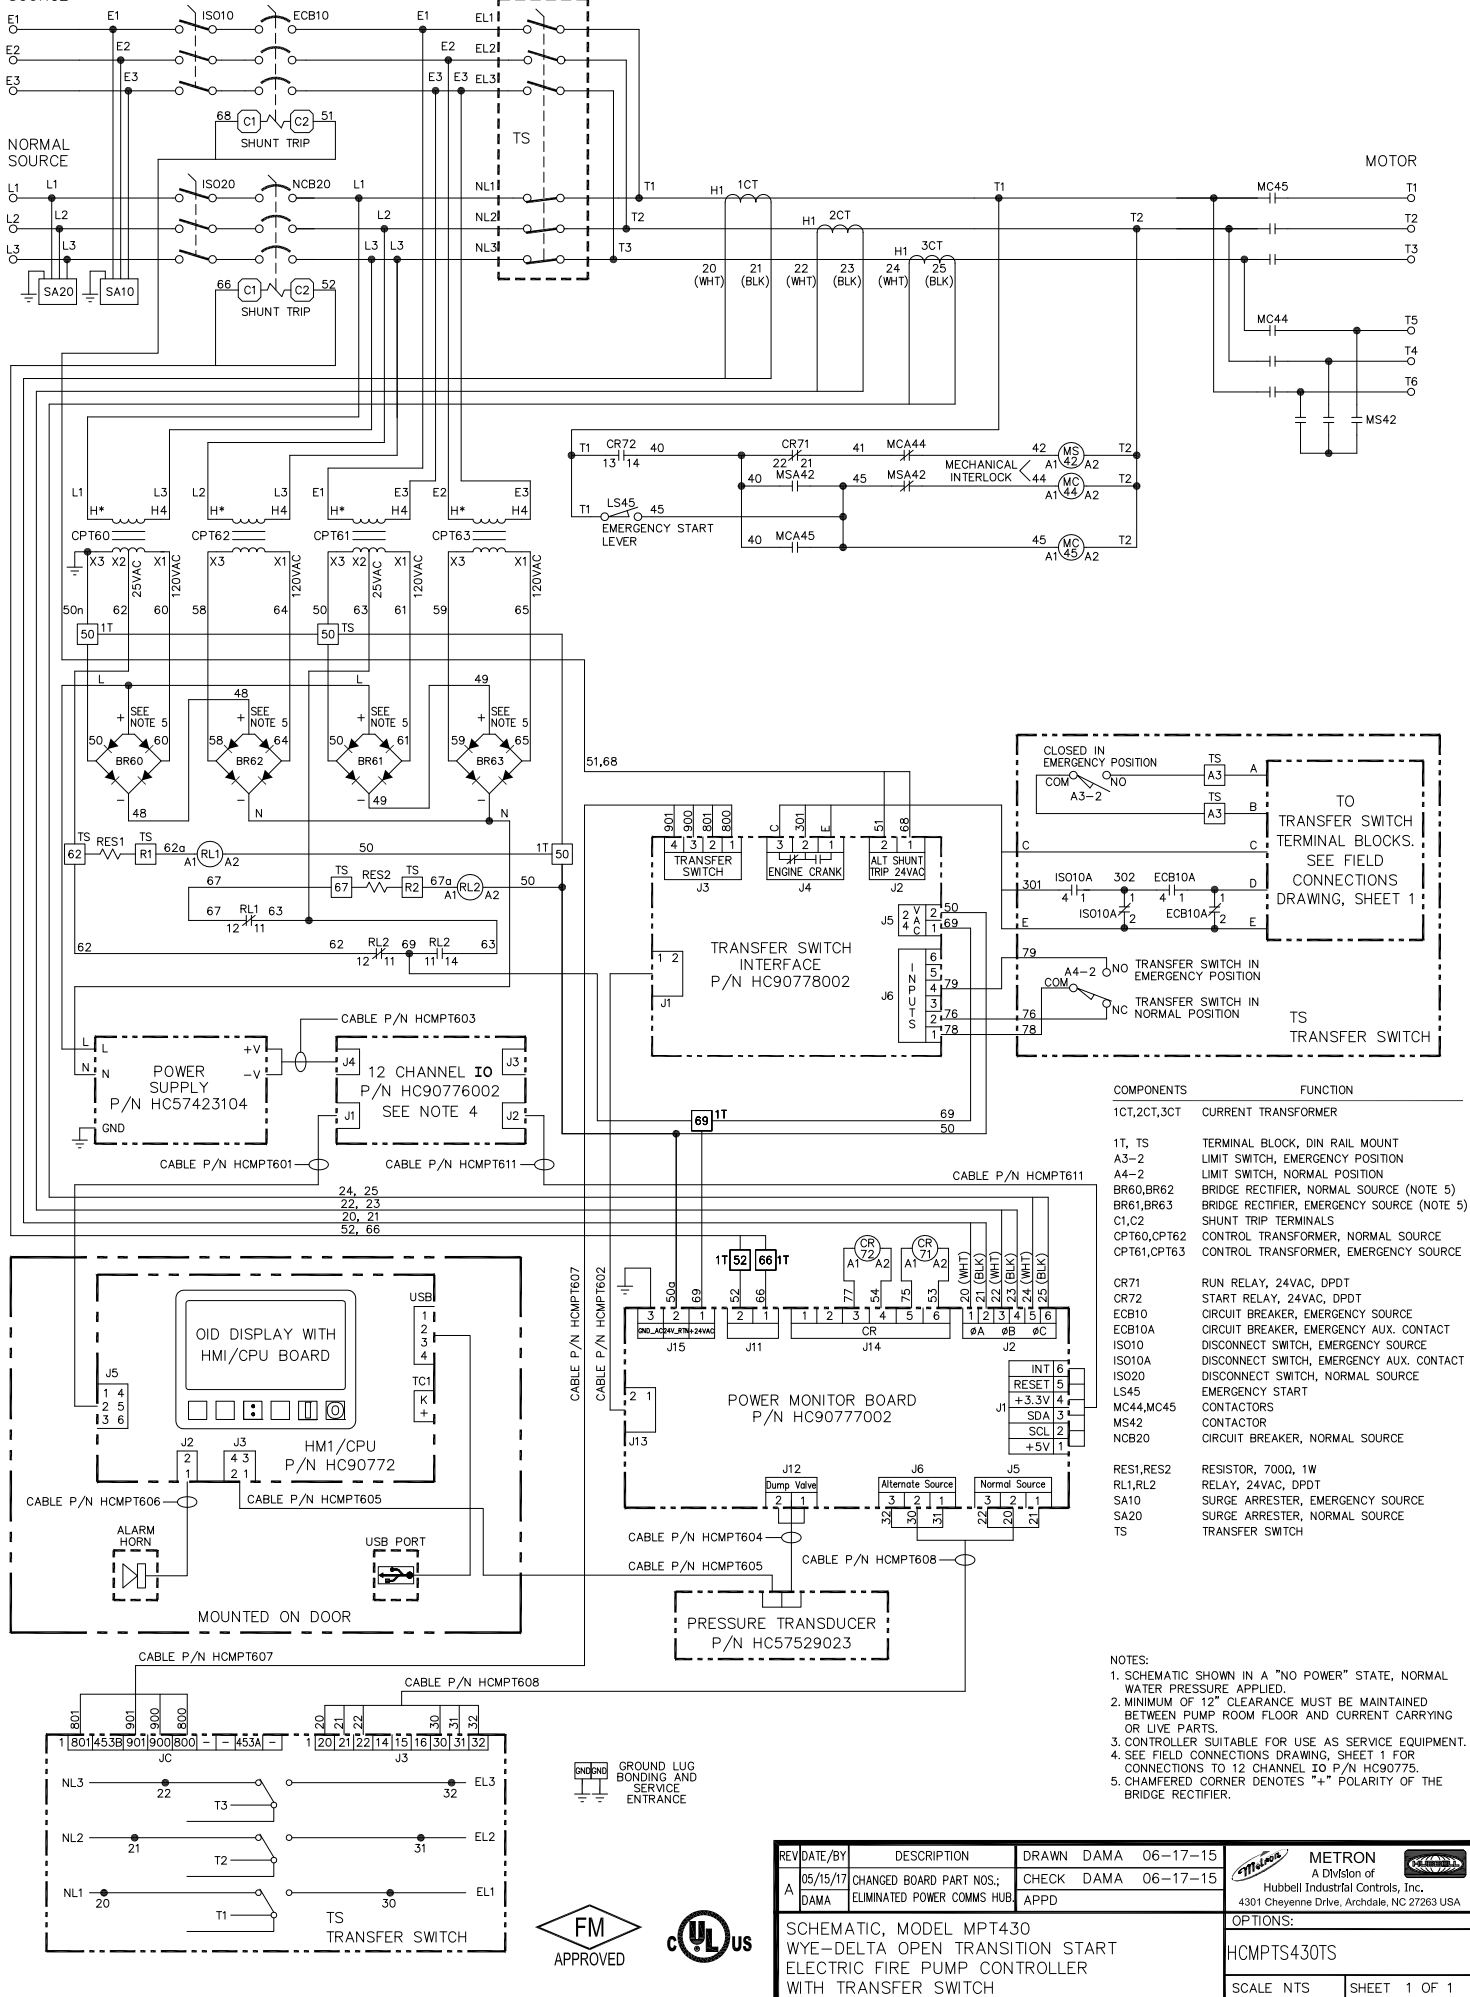 E1 E1 ISO10 ECB10 E1 EL1
E2 E2 E2 EL2
E3 E3 E3 E3 EL3
68 C1 C2 51
SHUNT TRIP
TS
NORMAL
SOURCE
MOTOR
L1 L1 ISO20 NCB20 L1 NL1 T1 H1 1CT T1 MC45 T1
L2 L2 L2 NL2 T2 H1 2CT T2 T2
L3 L3 L3 L3 NL3 T3 H1 3CT T3
20 21 22 23 24 25
(WHT) (BLK) (WHT) (BLK) (WHT) (BLK)
SA20 SA10
66 C1 C2 52
SHUNT TRIP
MC44 T5
T4
T6
MS42
T1 CR72 40 CR71 41 MCA44 42 MS 42 T2
13 14 22 21 A1 A2
MECHANICAL
INTERLOCK
40 MSA42 45 MSA42 44 MC 44 T2
A1 A2
T1 LS45 45
EMERGENCY START
LEVER
40 MCA45 45 MC 45 T2
A1 A2
L1 L3 L2 L3 E1 E3 E2 E3
H* H4 H* H4 H* H4 H* H4
CPT60 CPT62 CPT61 CPT63
X3 X2 X1 X3 X1 X3 X2 X1 X3 X1
25VAC 120VAC 120VAC 25VAC 120VAC 120VAC
50n 62 60 58 64 50 63 61 59 65
50 1T 50 TS
L 48 L 49
+ SEE NOTE 5 + SEE NOTE 5 + SEE NOTE 5 + SEE NOTE 5
50 60 58 64 50 61 59 65
BR60 BR62 BR61 BR63
- - - -
48 N 49 N
51,68
TS RES1 TS 62a RL1 50 1T
62 R1 A1 A2 50
TS RES2 TS
67 67 R2 67a RL2 50
A1 A2
67 RL1 63
12 11
62 62 RL2 69 RL2 63
12 11 11 14
901 900 801 800 C 301 E 51 68
4 3 2 1 3 2 1 2 1
TRANSFER
SWITCH
J3
ENGINE CRANK
J4
ALT SHUNT
TRIP 24VAC
J2
J5 24 VAC 2 1
50
69
TRANSFER SWITCH
INTERFACE
P/N HC90778002
1 2
J1
J6 INPUTS
6
5
4 79
3
2 76
1 78
CLOSED IN
EMERGENCY POSITION
COM NO
A3-2
TS A3 A
TS A3 B
C C
301 ISO10A 302 ECB10A D
4 1 4 1
ISO10A 1 2 ECB10A 1 2
E E
TO
TRANSFER SWITCH
TERMINAL BLOCKS.
SEE FIELD
CONNECTIONS
DRAWING, SHEET 1
79
A4-2 NO TRANSFER SWITCH IN
EMERGENCY POSITION
COM
NC TRANSFER SWITCH IN
NORMAL POSITION
76 76
78 78
TS
TRANSFER SWITCH
CABLE P/N HCMPT603
L L +V
N N -V
POWER
SUPPLY
P/N HC57423104
GND
J4 12 CHANNEL IO J3
P/N HC90776002
SEE NOTE 4
J1 J2
69 1T 69
50
CABLE P/N HCMPT601 CABLE P/N HCMPT611 CABLE P/N HCMPT611
24, 25
22, 23
20, 21
52, 66
COMPONENTS FUNCTION
1CT,2CT,3CT CURRENT TRANSFORMER
1T, TS TERMINAL BLOCK, DIN RAIL MOUNT
A3-2 LIMIT SWITCH, EMERGENCY POSITION
A4-2 LIMIT SWITCH, NORMAL POSITION
BR60,BR62 BRIDGE RECTIFIER, NORMAL SOURCE (NOTE 5)
BR61,BR63 BRIDGE RECTIFIER, EMERGENCY SOURCE (NOTE 5)
C1,C2 SHUNT TRIP TERMINALS
CPT60,CPT62 CONTROL TRANSFORMER, NORMAL SOURCE
CPT61,CPT63 CONTROL TRANSFORMER, EMERGENCY SOURCE
CR71 RUN RELAY, 24VAC, DPDT
CR72 START RELAY, 24VAC, DPDT
ECB10 CIRCUIT BREAKER, EMERGENCY SOURCE
ECB10A CIRCUIT BREAKER, EMERGENCY AUX. CONTACT
ISO10 DISCONNECT SWITCH, EMERGENCY SOURCE
ISO10A DISCONNECT SWITCH, EMERGENCY AUX. CONTACT
ISO20 DISCONNECT SWITCH, NORMAL SOURCE
LS45 EMERGENCY START
MC44,MC45 CONTACTORS
MS42 CONTACTOR
NCB20 CIRCUIT BREAKER, NORMAL SOURCE
RES1,RES2 RESISTOR, 700Ω, 1W
RL1,RL2 RELAY, 24VAC, DPDT
SA10 SURGE ARRESTER, EMERGENCY SOURCE
SA20 SURGE ARRESTER, NORMAL SOURCE
TS TRANSFER SWITCH
CABLE P/N HCMPT607
CABLE P/N HCMPT602
1T 52 66 1T
CR 72 CR 71
A1 A2 A1 A2
50a 69 52 66 77 54 75 53
20 (WHT) 21 (BLK) 22 (WHT) 23 (BLK) 24 (WHT) 25 (BLK)
3 2 1 2 1 1 2 3 4 5 6 1 2 3 4 5 6
GND_AC 24V_RTN +24VAC CR ØA ØB ØC
J15 J11 J14 J2
2 1
J13
POWER MONITOR BOARD
P/N HC90777002
J1
INT 6
RESET 5
+3.3V 4
SDA 3
SCL 2
+5V 1
J12 J6 J5
Dump Valve Alternate Source Normal Source
2 1 3 2 1 3 2 1
32 30 31 22 20 21
OID DISPLAY WITH
HMI/CPU BOARD
USB
1
2
3
4
TC1
K
+
J5
1 4
2 5
3 6
J2 J3
2 4 3
1 2 1
HM1/CPU
P/N HC90772
CABLE P/N HCMPT606 CABLE P/N HCMPT605
ALARM
HORN
USB PORT
MOUNTED ON DOOR
CABLE P/N HCMPT604
CABLE P/N HCMPT605
CABLE P/N HCMPT608
PRESSURE TRANSDUCER
P/N HC57529023
CABLE P/N HCMPT607
CABLE P/N HCMPT608
801 901 900 800 20 21 22 30 31 32
1 801 453B 901 900 800 - - 453A - 1 20 21 22 14 15 16 30 31 32
JC J3
NL3 22 T3 32 EL3
NL2 21 T2 31 EL2
NL1 20 T1 30 EL1
TS
TRANSFER SWITCH
GND GND GROUND LUG
BONDING AND
SERVICE
ENTRANCE
NOTES:
1. SCHEMATIC SHOWN IN A "NO POWER" STATE, NORMAL
WATER PRESSURE APPLIED.
2. MINIMUM OF 12" CLEARANCE MUST BE MAINTAINED
BETWEEN PUMP ROOM FLOOR AND CURRENT CARRYING
OR LIVE PARTS.
3. CONTROLLER SUITABLE FOR USE AS SERVICE EQUIPMENT.
4. SEE FIELD CONNECTIONS DRAWING, SHEET 1 FOR
CONNECTIONS TO 12 CHANNEL IO P/N HC90775.
5. CHAMFERED CORNER DENOTES "+" POLARITY OF THE
BRIDGE RECTIFIER.
FM
APPROVED
C UL US
REV DATE/BY DESCRIPTION DRAWN DAMA 06-17-15
A 05/15/17 CHANGED BOARD PART NOS.; CHECK DAMA 06-17-15
DAMA ELIMINATED POWER COMMS HUB. APPD
Metron METRON HUBBELL
A Division of
Hubbell Industrial Controls, Inc.
4301 Cheyenne Drive, Archdale, NC 27263 USA
SCHEMATIC, MODEL MPT430
WYE-DELTA OPEN TRANSITION START
ELECTRIC FIRE PUMP CONTROLLER
WITH TRANSFER SWITCH
OPTIONS:
HCMPTS430TS
SCALE NTS SHEET 1 OF 1